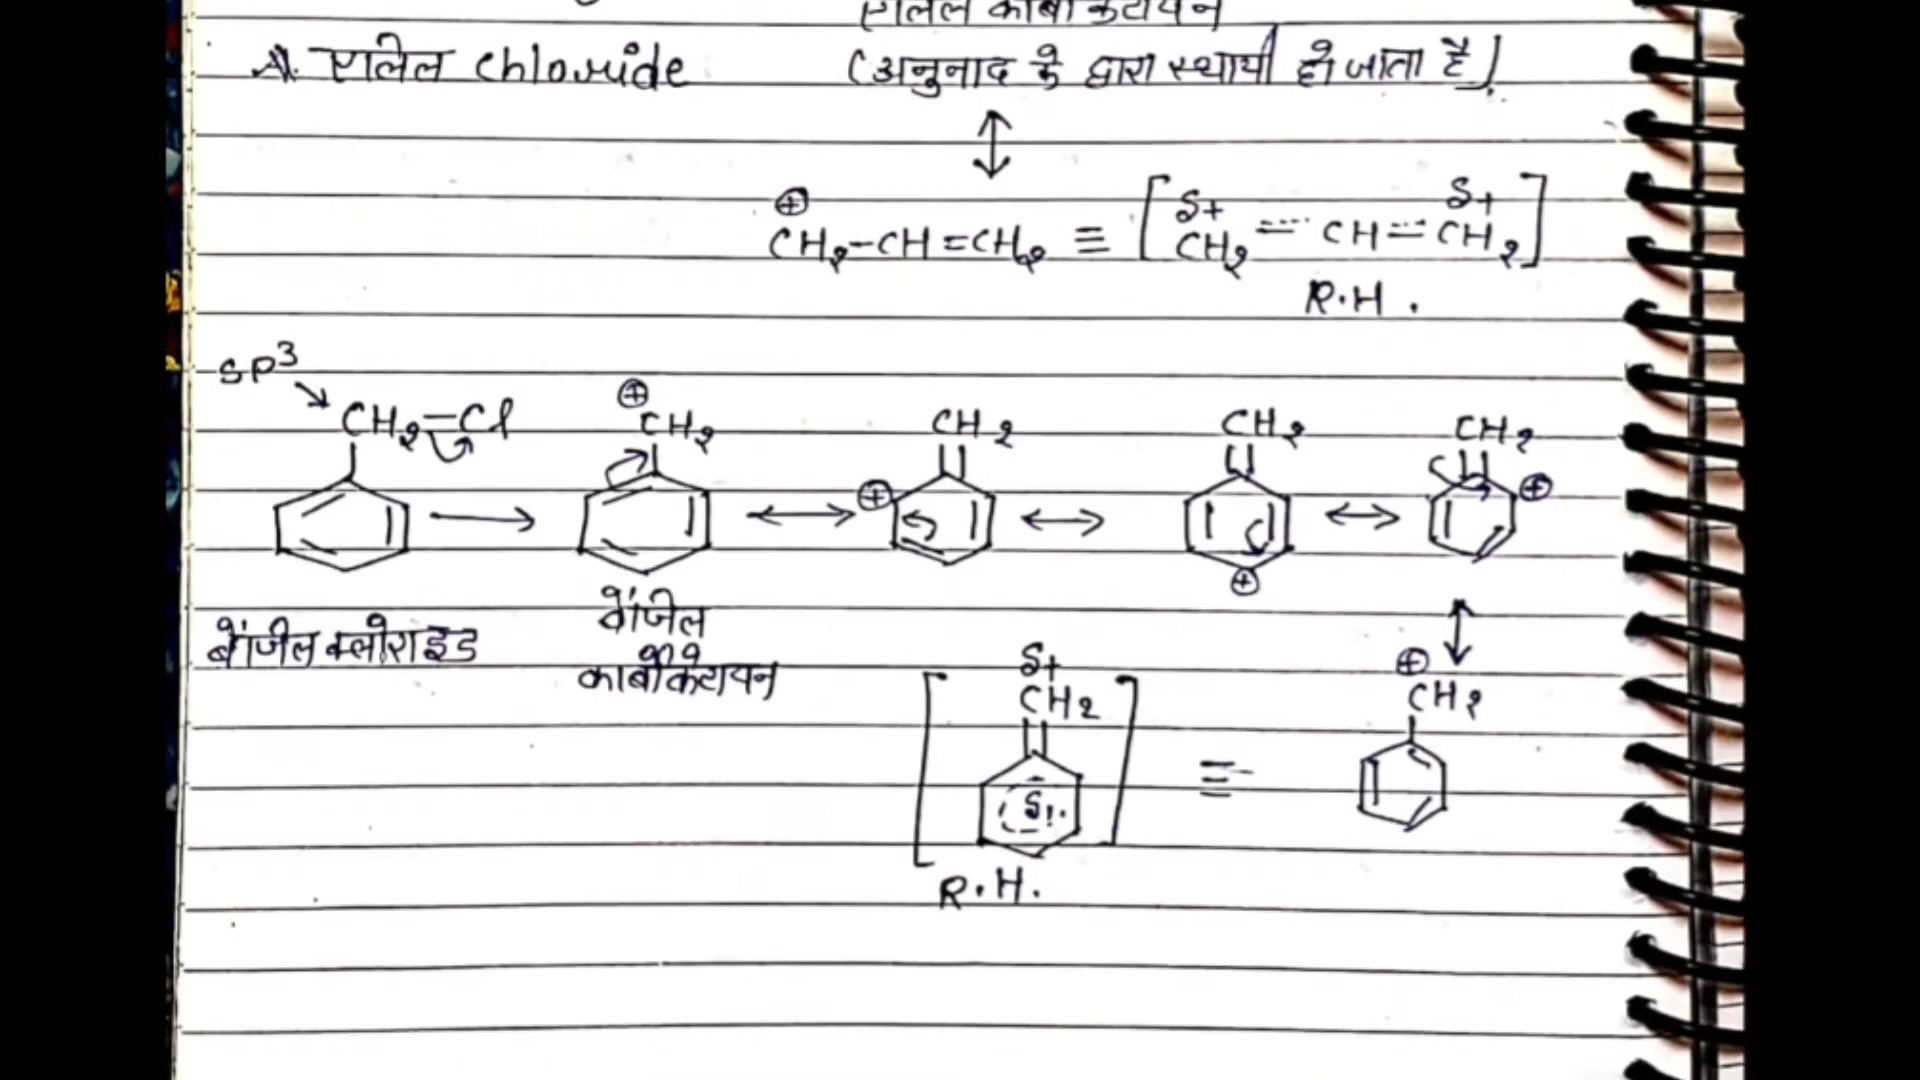 एलिल कार्बोकेटायन
A. एलिल chloride (अनुनाद के द्वारा स्थायी हो जाता है)
⊕
CH₂-CH=CH₂ ≡ [δ+ CH₂ = CH = δ+ CH₂]
R.H.
SP³
CH₂-Cl ⊕ CH₂ CH₂ CH₂ CH₂
⊕ ⊕
⊕
बेंजिल क्लोराइड बेंजिल कार्बोकेटायन
δ+ ⊕
CH₂ CH₂
≡
R.H.